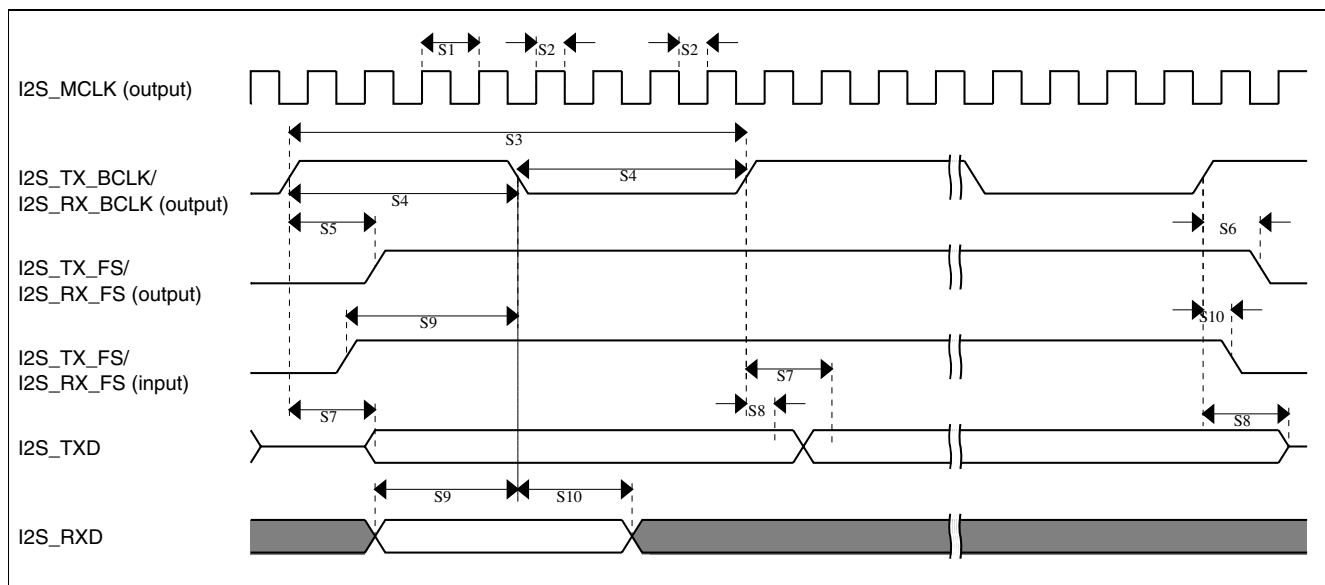 S1
S2
S2
I2S_MCLK (output)
S3
I2S_TX_BCLK/
I2S_RX_BCLK (output)
S4
S4
S5
S6
I2S_TX_FS/
I2S_RX_FS (output)
S9
S10
I2S_TX_FS/
I2S_RX_FS (input)
S7
S7
S8
S8
I2S_TXD
S9
S10
I2S_RXD